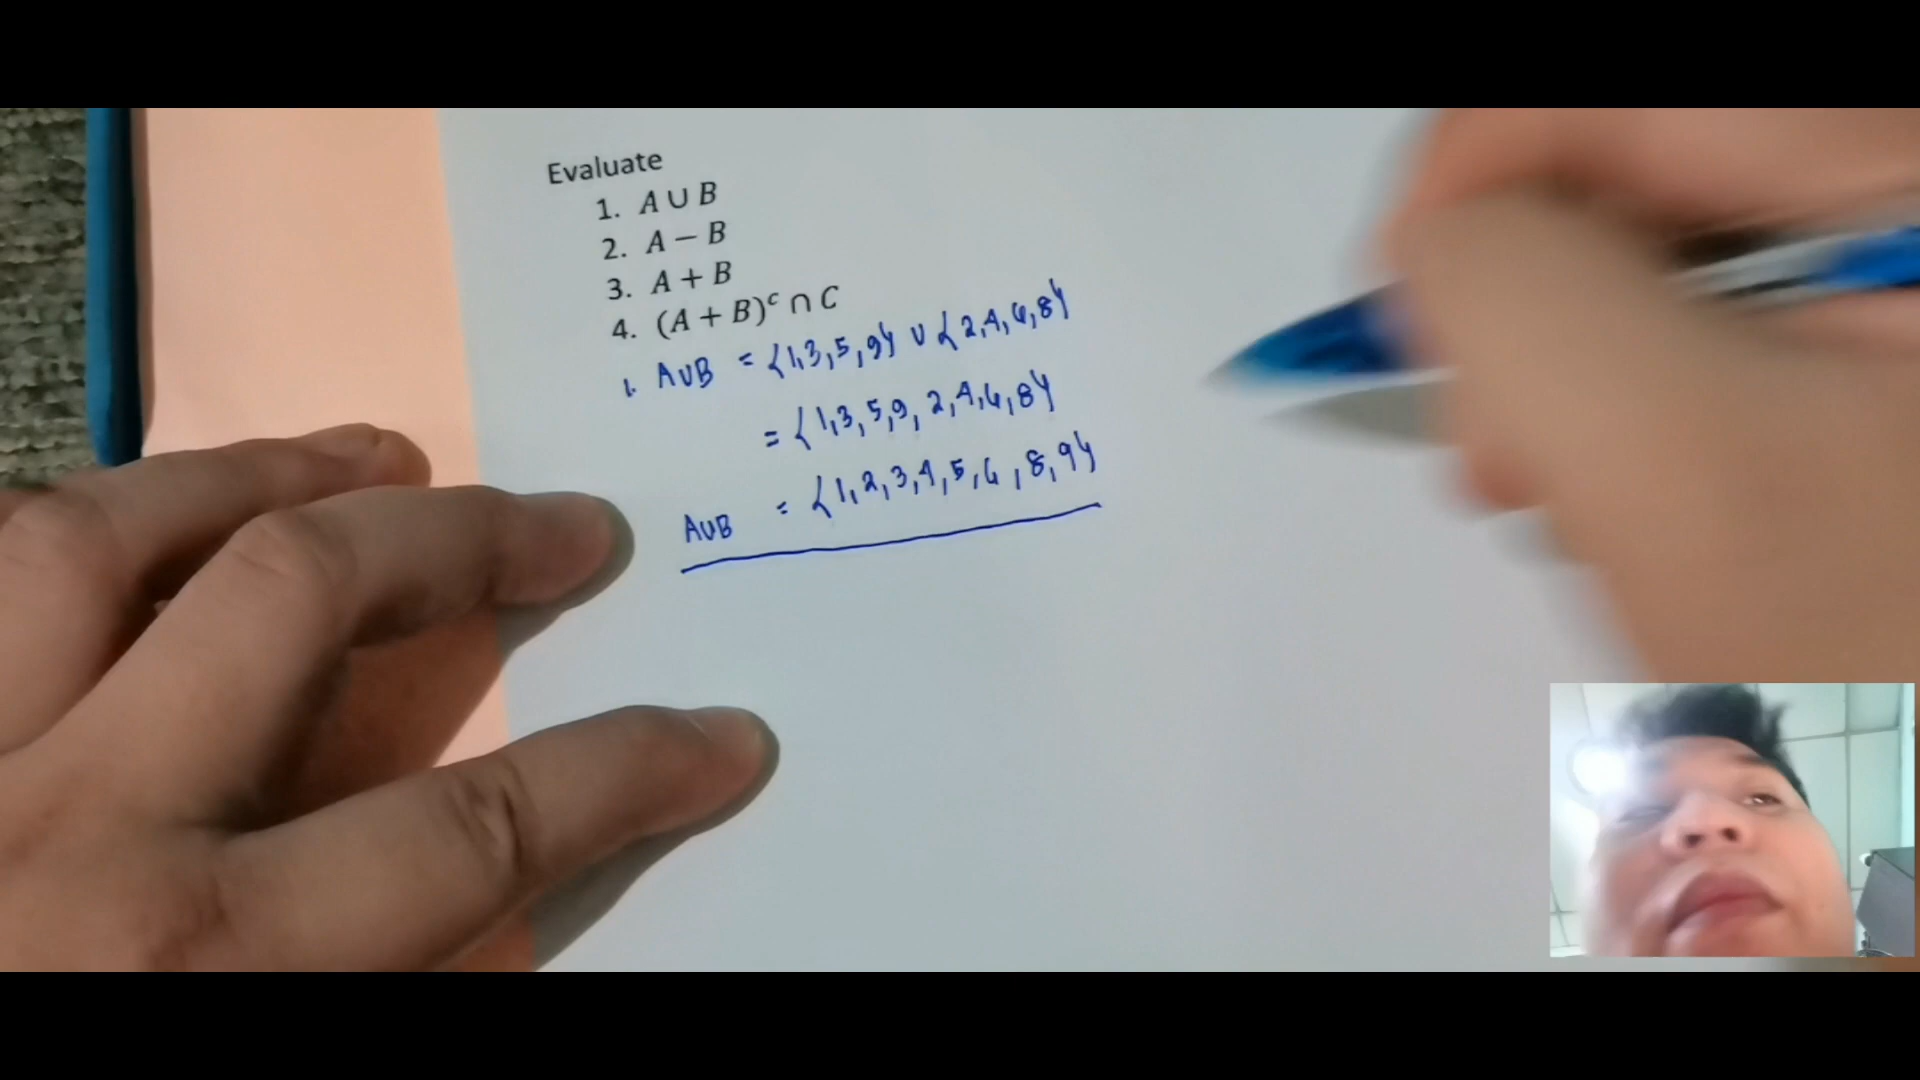 Evaluate
1. A ∪ B
2. A − B
3. A + B
4. (A + B)ᶜ ∩ C
1. A∪B = {1,3,5,9} ∪ {2,4,6,8}
= {1,3,5,9,2,4,6,8}
A∪B = {1,2,3,4,5,6,8,9}